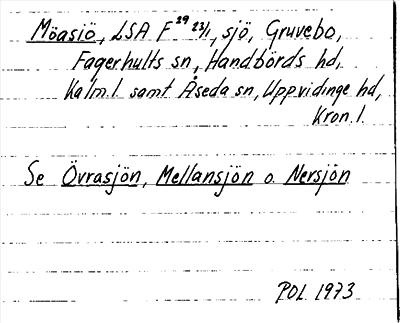 Möasiö, LSA F 29 23/1, sjö, Gruvebo,
Fagerhults sn, Handbörds hd,
Kalm.l. samt Åseda sn, Uppvidinge hd,
Kron.l.
Se Övrasjön, Mellansjön o. Nersjön
POL 1973